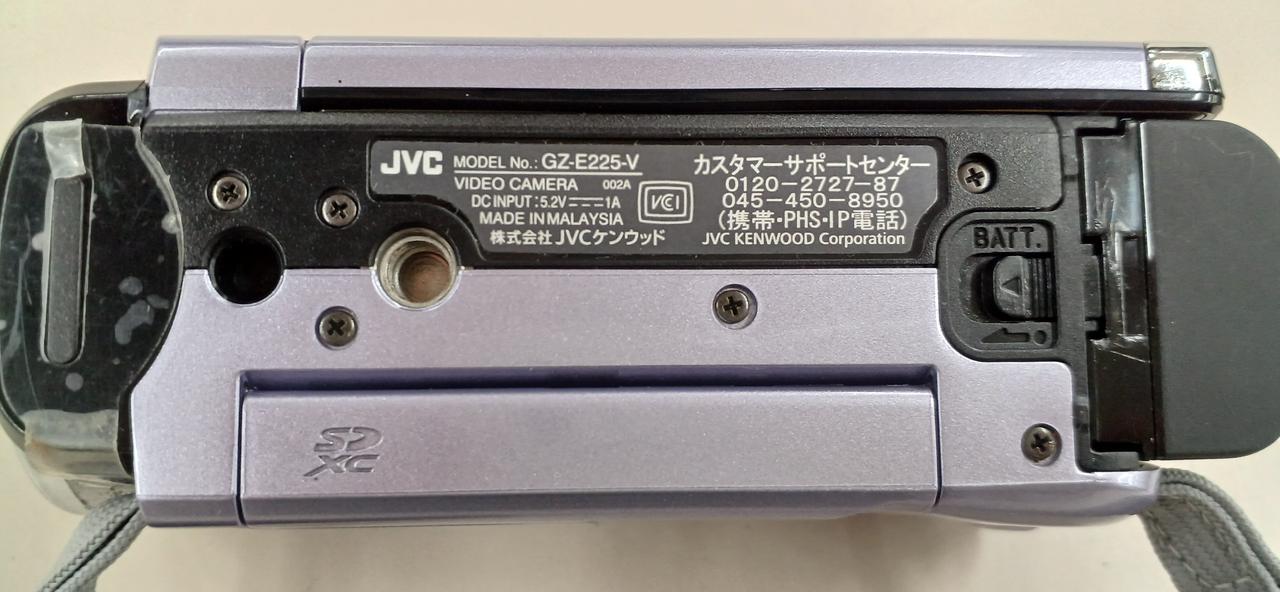 JVC MODEL No.: GZ-E225-V
VIDEO CAMERA 002A
DC INPUT : 5.2V ⎓ 1A
MADE IN MALAYSIA
株式会社 JVCケンウッド
VCCI
カスタマーサポートセンター
0120-2727-87
045-450-8950
(携帯・PHS・IP電話)
JVC KENWOOD Corporation
BATT.
SD
XC